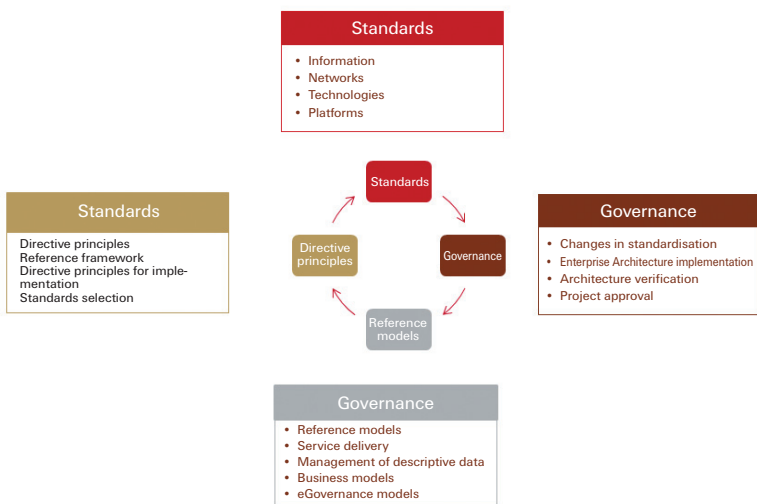 Standards
• Information
• Networks
• Technologies
• Platforms
Standards
Directive principles
Reference framework
Directive principles for imple-
mentation
Standards selection
Standards
Directive
principles
Governance
Reference
models
Governance
• Changes in standardisation
• Enterprise Architecture implementation
• Architecture verification
• Project approval
Governance
• Reference models
• Service delivery
• Management of descriptive data
• Business models
• eGovernance models